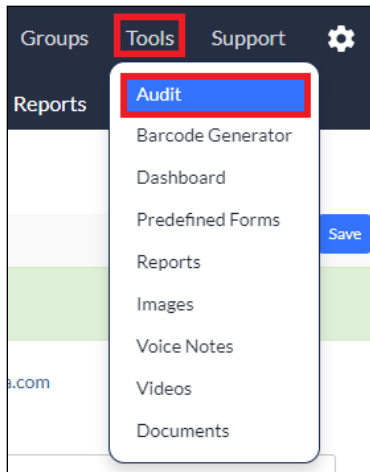 Groups Tools Support
Reports
Audit
Barcode Generator
Dashboard
Predefined Forms
Save
Reports
Images
Voice Notes
a.com
Videos
Documents